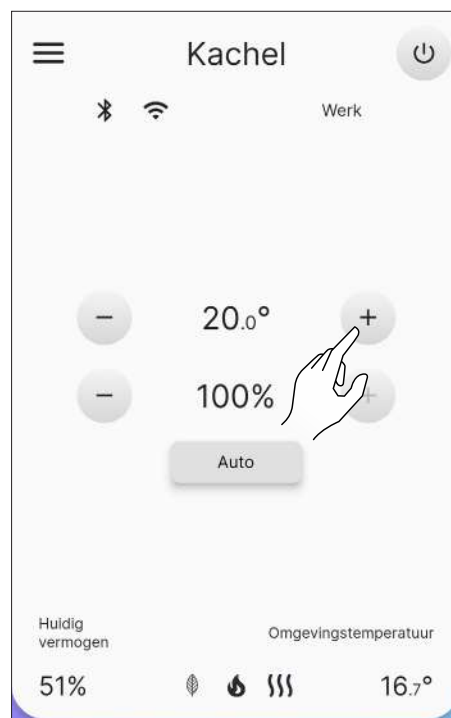 Kachel
Werk
− 20.0° +
− 100% +
Auto
Huidig
vermogen
Omgevingstemperatuur
51%
16.7°